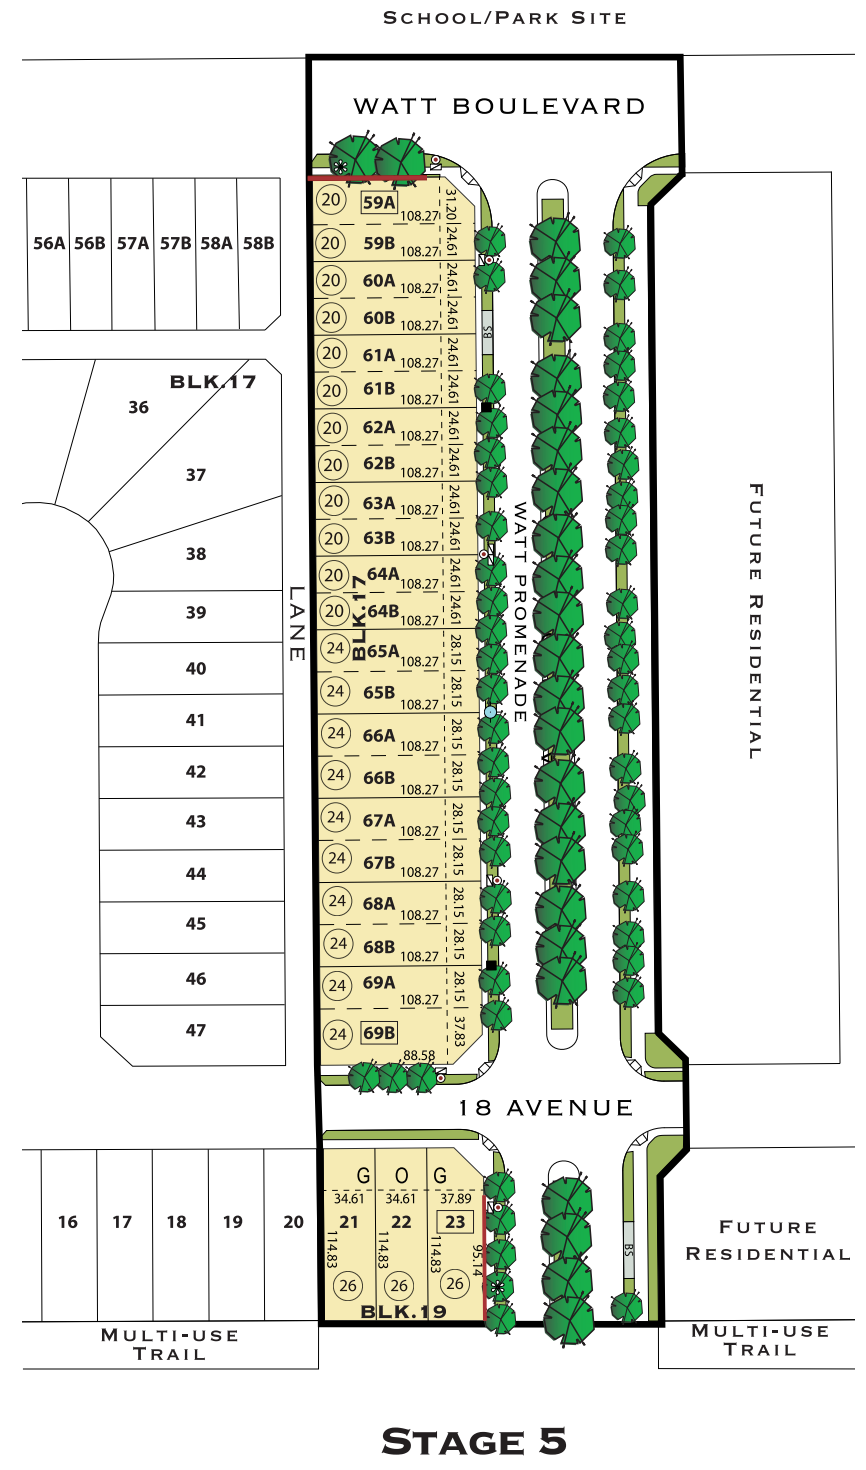 SCHOOL/PARK SITE
WATT BOULEVARD
56A 56B 57A 57B 58A 58B
20 59A 108.27 31.20
20 59B 108.27 24.61
20 60A 108.27 24.61
20 60B 108.27 24.61
BS
20 61A 108.27 24.61
20 61B 108.27 24.61
20 62A 108.27 24.61
20 62B 108.27 24.61
20 63A 108.27 24.61
20 63B 108.27 24.61
20 64A 108.27 24.61
20 64B 108.27 24.61
24 65A 108.27 28.15
24 65B 108.27 28.15
24 66A 108.27 28.15
24 66B 108.27 28.15
24 67A 108.27 28.15
24 67B 108.27 28.15
24 68A 108.27 28.15
24 68B 108.27 28.15
24 69A 108.27 28.15
24 69B 88.58 37.83
BLK.17
36
37
38
39
40
41
42
43
44
45
46
47
LANE
BLK.17
WATT PROMENADE
FUTURE RESIDENTIAL
18 AVENUE
G O G
34.61 34.61 37.89
16 17 18 19 20
21 22 23
114.83 114.83 114.83 95.14
26 26 26
BLK.19
BS
FUTURE
RESIDENTIAL
MULTI-USE
TRAIL
MULTI-USE
TRAIL
STAGE 5